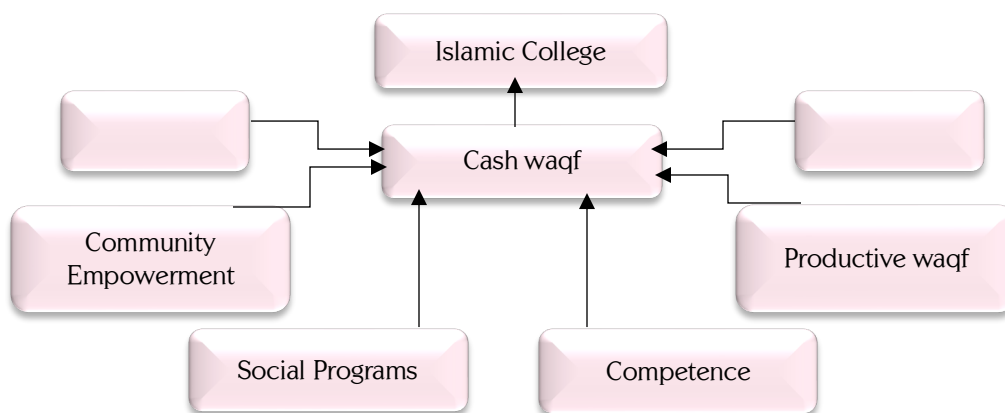 Islamic College
Cash waqf
Community
Empowerment
Productive waqf
Social Programs
Competence